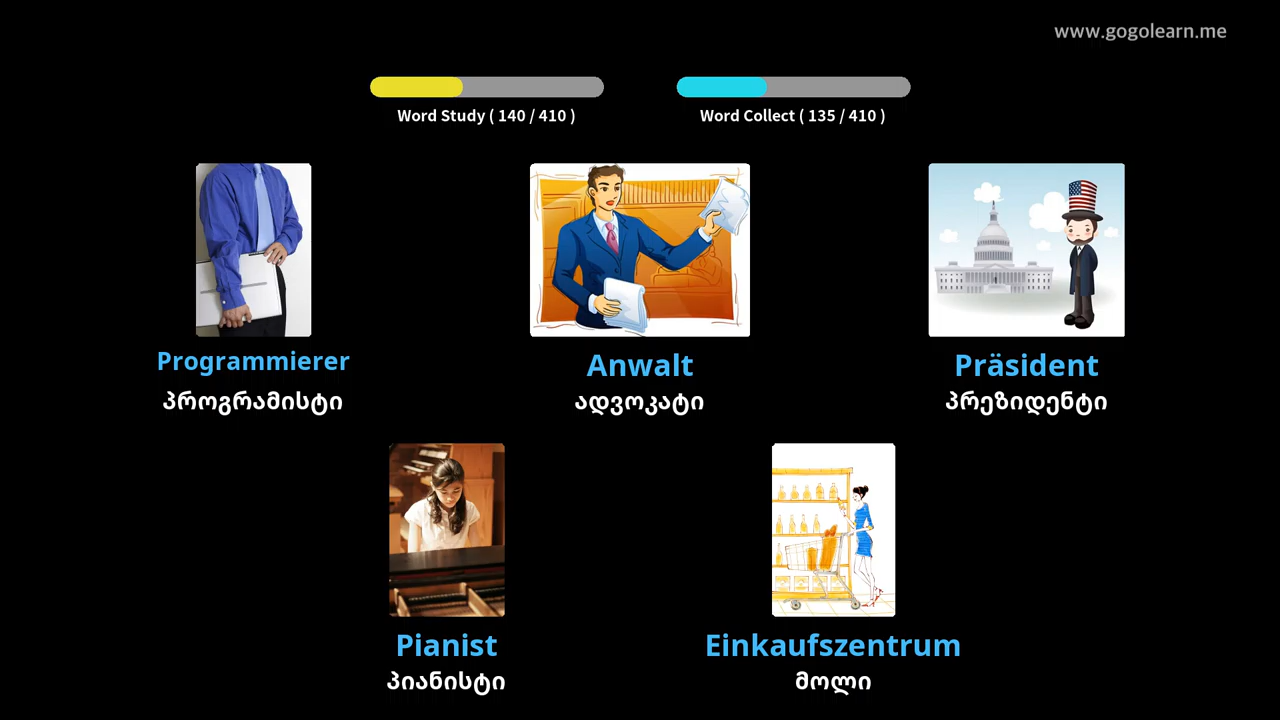 www.gogolearn.me
Word Study ( 140 / 410 )
Word Collect ( 135 / 410 )
Programmierer
პროგრამისტი
Anwalt
ადვოკატი
Präsident
პრეზიდენტი
Pianist
პიანისტი
Einkaufszentrum
მოლი